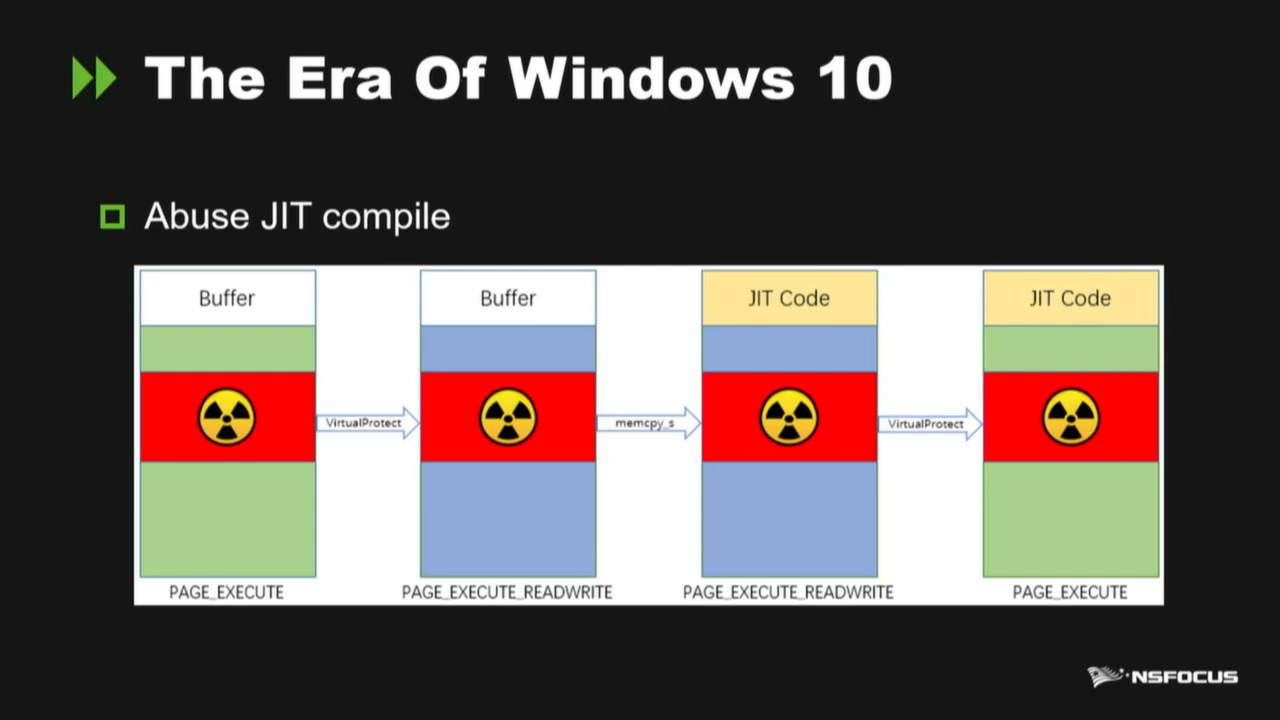 The Era Of Windows 10
Abuse JIT compile
Buffer
Buffer
JIT Code
JIT Code
VirtualProtect
memcpy_s
VirtualProtect
PAGE_EXECUTE
PAGE_EXECUTE_READWRITE
PAGE_EXECUTE_READWRITE
PAGE_EXECUTE
NSFOCUS